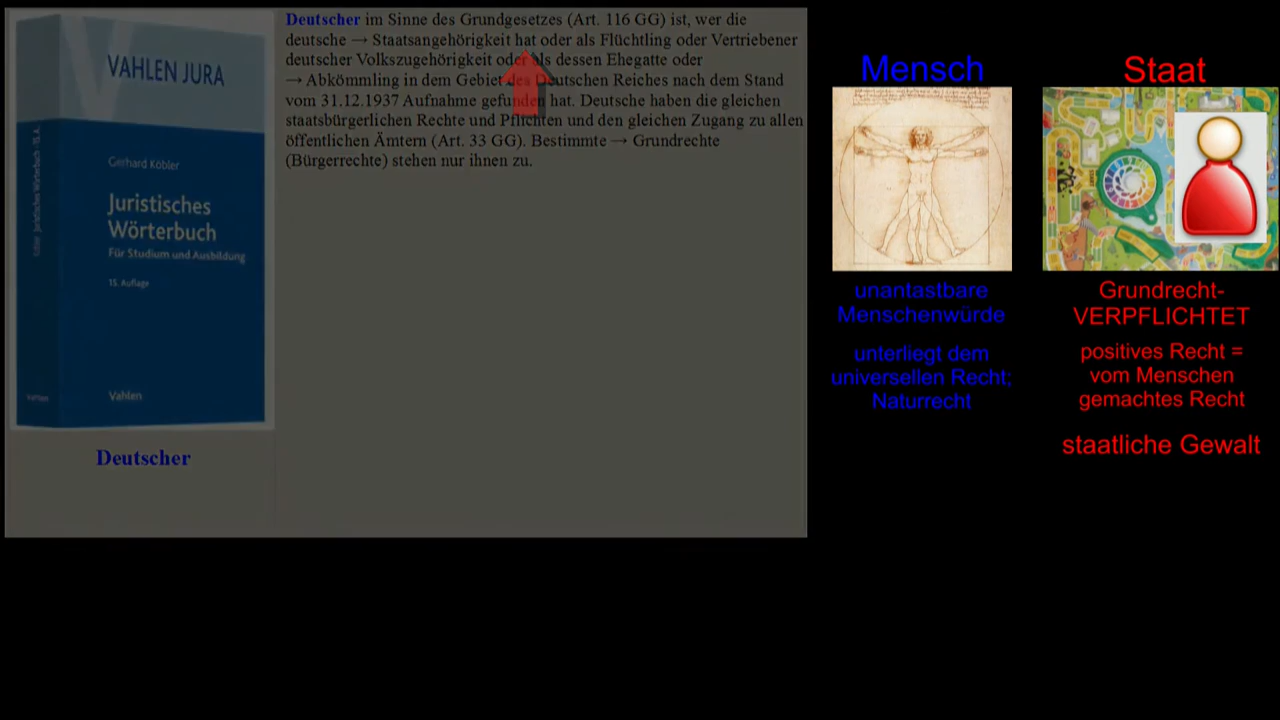 VAHLEN JURA
Gerhard Köbler
Juristisches
Wörterbuch
Für Studium und Ausbildung
15. Auflage
Vahlen
Vahlen
Juristisches Wörterbuch
15. A.
Deutscher
Deutscher im Sinne des Grundgesetzes (Art. 116 GG) ist, wer die
deutsche → Staatsangehörigkeit hat oder als Flüchtling oder Vertriebener
deutscher Volkszugehörigkeit oder als dessen Ehegatte oder
→ Abkömmling in dem Gebiet des Deutschen Reiches nach dem Stand
vom 31.12.1937 Aufnahme gefunden hat. Deutsche haben die gleichen
staatsbürgerlichen Rechte und Pflichten und den gleichen Zugang zu allen
öffentlichen Ämtern (Art. 33 GG). Bestimmte → Grundrechte
(Bürgerrechte) stehen nur ihnen zu.
Mensch
unantastbare
Menschenwürde
unterliegt dem
universellen Recht;
Naturrecht
Staat
Grundrecht-
VERPFLICHTET
positives Recht =
vom Menschen
gemachtes Recht
staatliche Gewalt